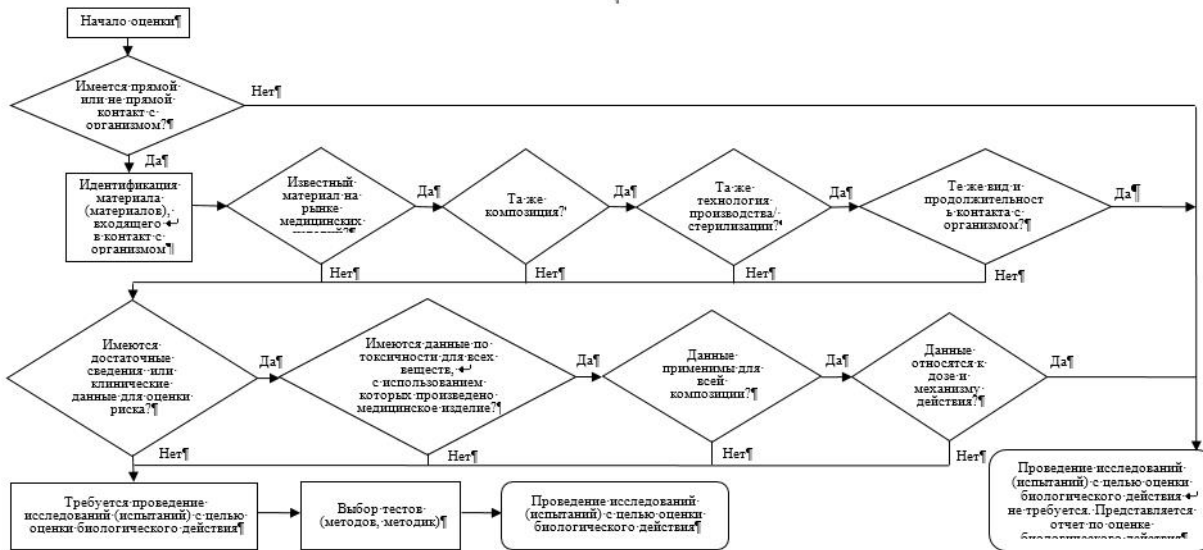 Начало·оценки¶
Имеется·прямой·
или·не·прямой·
контакт·с·
организмом?¶
Нет¶
Да¶
Идентификация·
материала·
(материалов),·
входящего·↵
в·контакт·с·
организмом¶
Известный·
материал·на·
рынке·
медицинских·
Да¶
Нет¶
Та·же·
композиция?¶
Да¶
Нет¶
Та·же·
технология·
производства/·
стерилизации?¶
Да¶
Нет¶
Те·же·вид·и·
продолжительност
ь·контакта·с·
организмом?¶
Да¶
Нет¶
Имеются·
достаточные·
сведения··или·
клинические·
данные·для·оценки·
риска?¶
Да¶
Нет¶
Имеются·данные·по·
токсичности·для·всех·
веществ,·↵
с·использованием·
которых·произведено·
медицинское·изделие?¶
Да¶
Нет¶
Данные·
применимы·для·
всей·
композиции?¶
Да¶
Нет¶
Данные·
относятся·к·
дозе·и·
механизму·
действия?¶
Да¶
Нет¶
Требуется·проведение·
исследований·(испытаний)·с·целью·
оценки·биологического·действия¶
Выбор·тестов·
(методов,·методик)¶
Проведение·исследований·
(испытаний)·с·целью·оценки·
биологического·действия¶
Проведение·исследований·
(испытаний)·с·целью·оценки·
биологического·действия·↵
не·требуется.·Представляется·
отчет·по·оценке·
биологического·действия¶